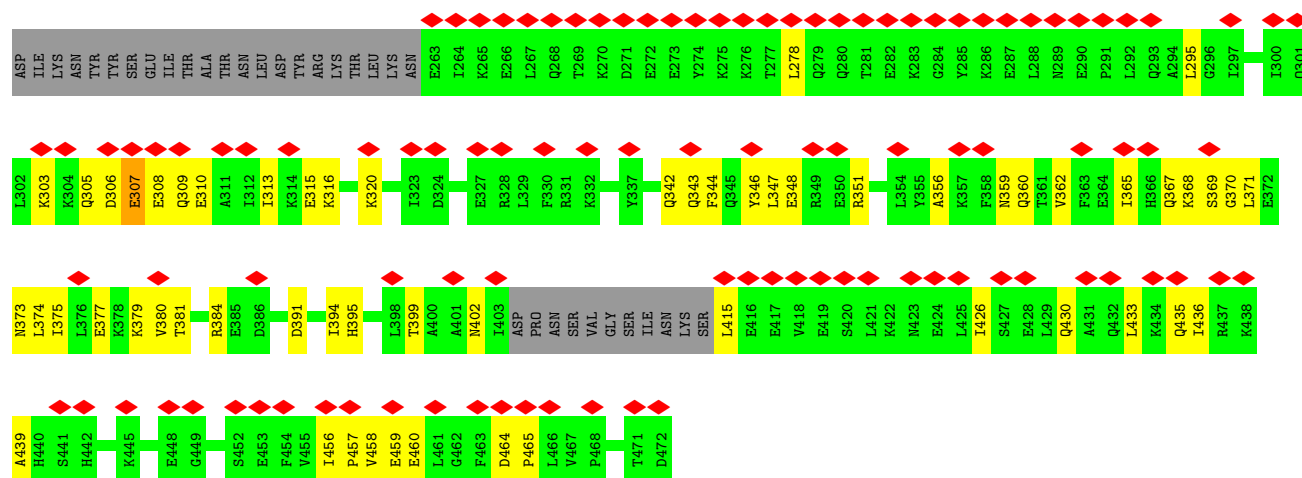 ASP ILE LYS ASN TYR TYR SER GLU ILE THR ALA THR ASN LEU ASP TYR ARG LYS THR LEU LYS ASN E263 I264 K265 E266 L267 Q268 T269 K270 D271 E272 E273 Y274 K275 K276 T277 L278 Q279 Q280 T281 E282 K283 G284 Y285 K286 E287 L288 N289 E290 P291 L292 Q293 A294 L295 G296 I297 I300 Q301
L302 K303 K304 Q305 D306 E307 E308 Q309 E310 A311 I312 I313 K314 E315 K316 K320 I323 D324 E327 R328 L329 F330 R331 K332 Y337 Q342 Q343 F344 Q345 Y346 L347 E348 R349 E350 R351 L354 Y355 A356 K357 F358 N359 Q360 T361 V362 F363 E364 I365 H366 Q367 K368 S369 G370 L371 E372
N373 L374 I375 L376 E377 K378 K379 V380 T381 R384 E385 D386 D391 I394 H395 L398 T399 A400 A401 N402 I403 ASP PRO ASN SER VAL GLY SER ILE ASN LYS SER L415 E416 E417 V418 E419 S420 L421 K422 N423 E424 L425 I426 S427 E428 L429 Q430 A431 Q432 L433 K434 Q435 I436 R437 K438
A439 H440 S441 H442 K445 E448 G449 S452 E453 F454 V455 I456 P457 V458 E459 E460 L461 G462 F463 D464 P465 L466 V467 P468 T471 D472